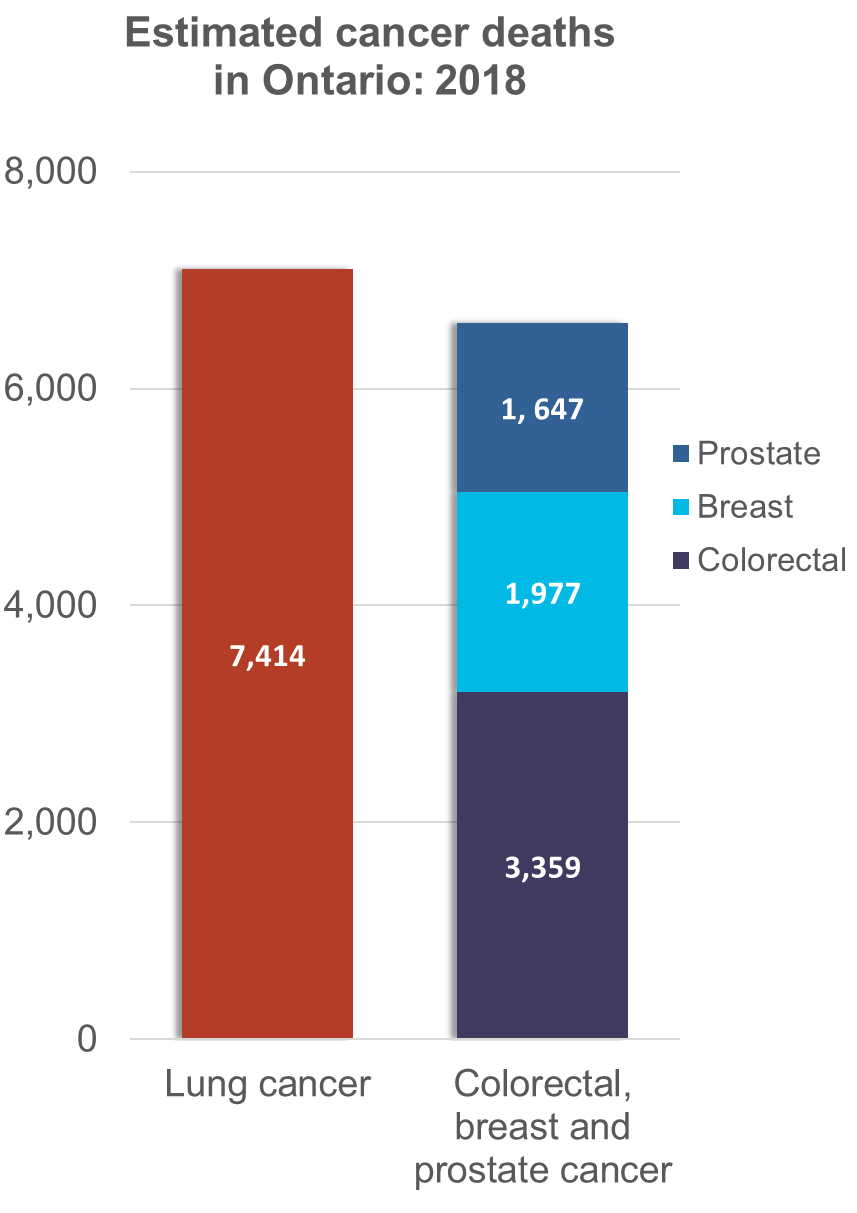 Estimated cancer deaths
in Ontario: 2018
8,000
6,000
4,000
2,000
0
7,414
1, 647
1,977
3,359
Prostate
Breast
Colorectal
Lung cancer
Colorectal,
breast and
prostate cancer